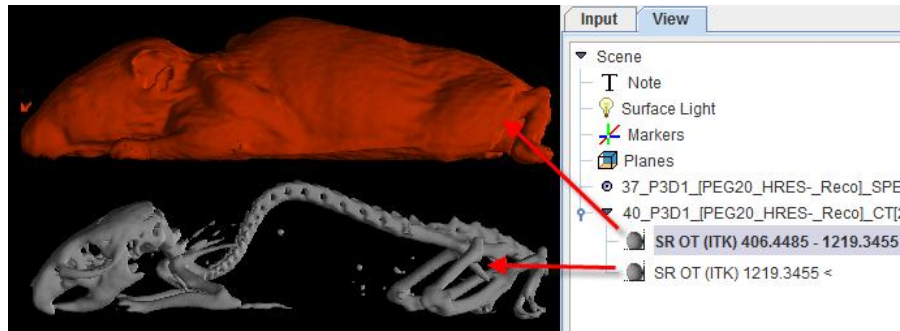 Input View
Scene
Note
Surface Light
Markers
Planes
37_P3D1_[PEG20_HRES-_Reco]_SPE
40_P3D1_[PEG20_HRES-_Reco]_CT[2
SR OT (ITK) 406.4485 - 1219.3455
SR OT (ITK) 1219.3455 <